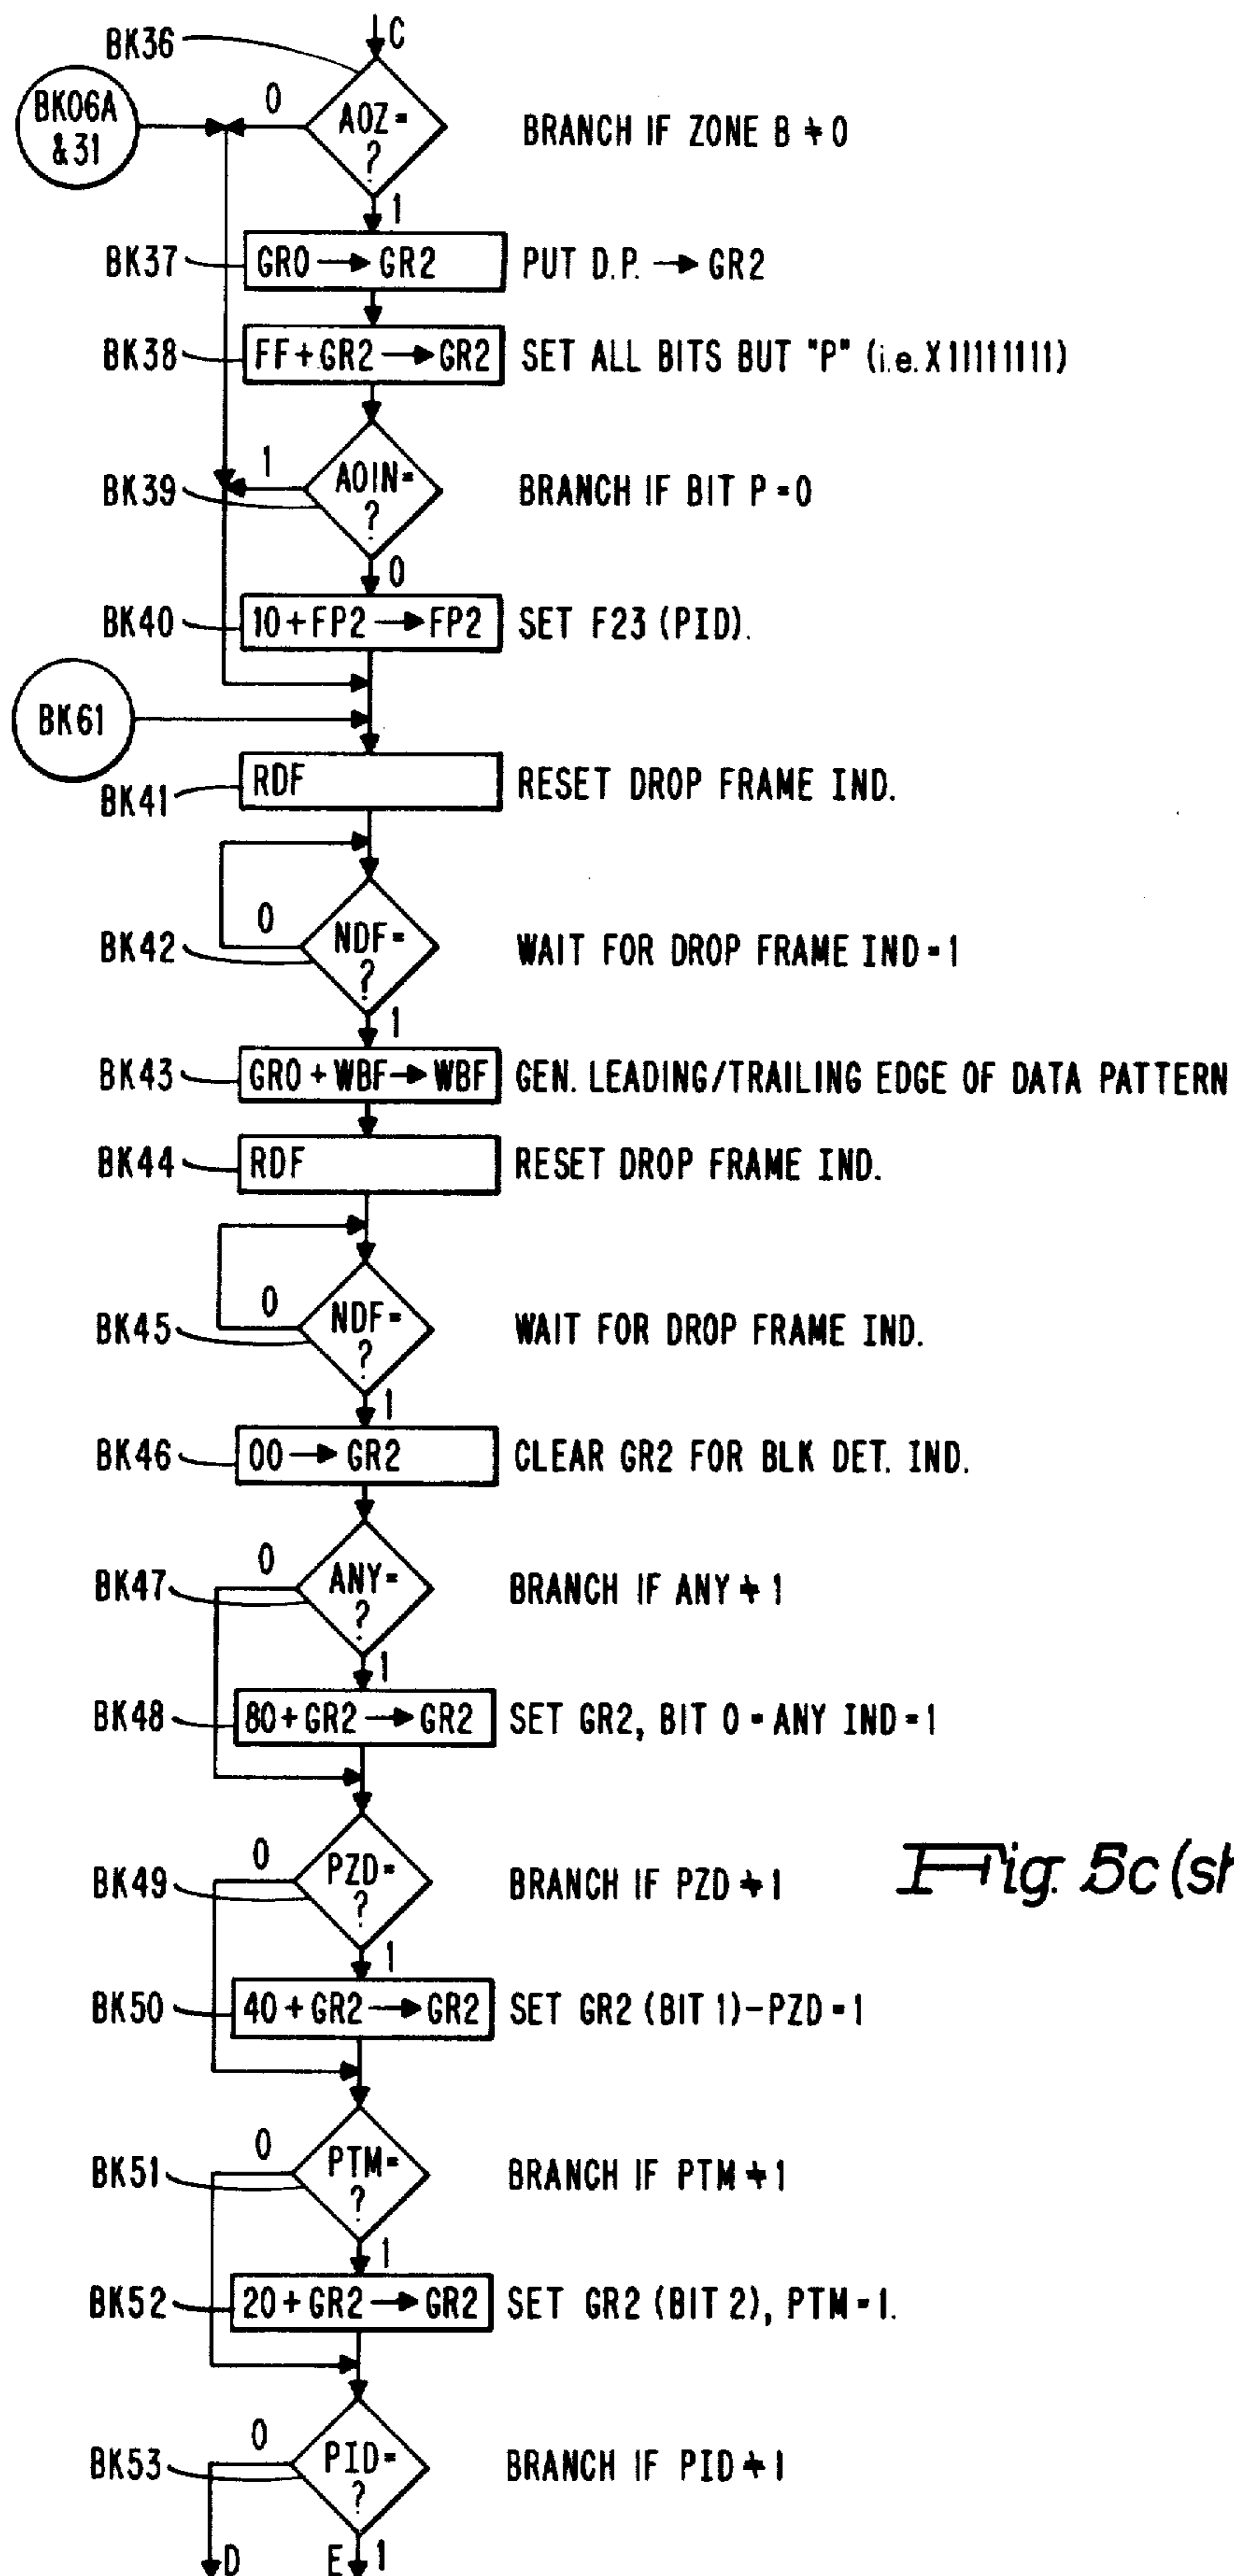 C
BK36
BK06A
&31
0
AOZ=
?
BRANCH IF ZONE B ≠ 0
1
BK37
GR0 → GR2
PUT D.P. → GR2
BK38
FF+GR2 → GR2
SET ALL BITS BUT "P" (i.e. X11111111)
1
BK39
AOIN=
?
BRANCH IF BIT P=0
0
BK40
10+FP2 → FP2
SET F23 (PID).
BK61
BK41
RDF
RESET DROP FRAME IND.
0
BK42
NDF=
?
WAIT FOR DROP FRAME IND=1
1
BK43
GR0 + WBF → WBF
GEN. LEADING/TRAILING EDGE OF DATA PATTERN
BK44
RDF
RESET DROP FRAME IND.
0
BK45
NDF=
?
WAIT FOR DROP FRAME IND.
1
BK46
00 → GR2
CLEAR GR2 FOR BLK DET. IND.
0
BK47
ANY=
?
BRANCH IF ANY ≠ 1
1
BK48
80+GR2 → GR2
SET GR2, BIT 0 = ANY IND=1
0
BK49
PZD=
?
BRANCH IF PZD ≠ 1
1
BK50
40+GR2 → GR2
SET GR2 (BIT 1)-PZD=1
Fig. 5c (sh
0
BK51
PTM=
?
BRANCH IF PTM ≠ 1
1
BK52
20+GR2 → GR2
SET GR2 (BIT 2), PTM=1.
0
BK53
PID=
?
BRANCH IF PID ≠ 1
D
E
1